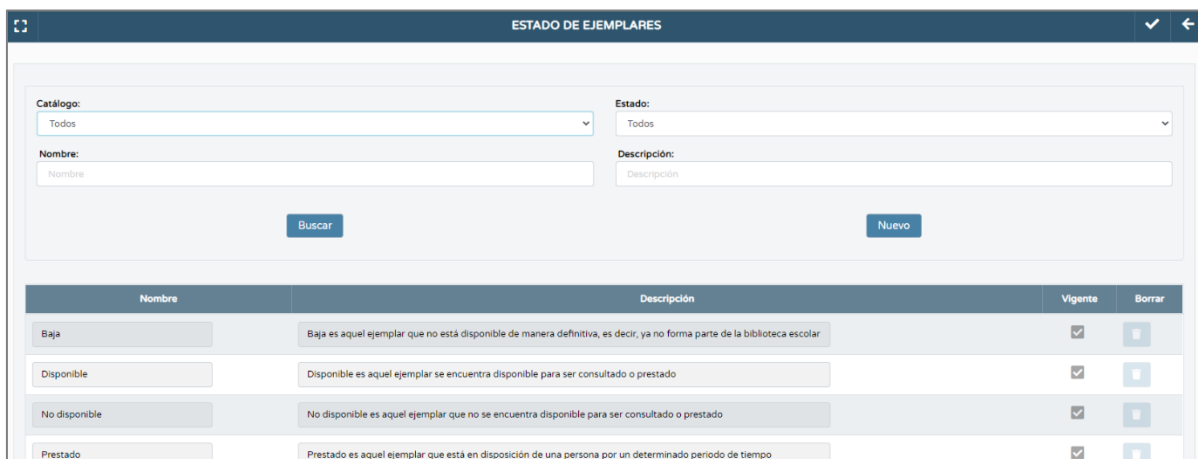 ESTADO DE EJEMPLARES
Catálogo: Estado:
Todos Todos
Nombre: Descripción:
Nombre Descripción
Buscar Nuevo
Nombre Descripción Vigente Borrar
Baja Baja es aquel ejemplar que no está disponible de manera definitiva, es decir, ya no forma parte de la biblioteca escolar
Disponible Disponible es aquel ejemplar se encuentra disponible para ser consultado o prestado
No disponible No disponible es aquel ejemplar que no se encuentra disponible para ser consultado o prestado
Prestado Prestado es aquel ejemplar que está en disposición de una persona por un determinado periodo de tiempo